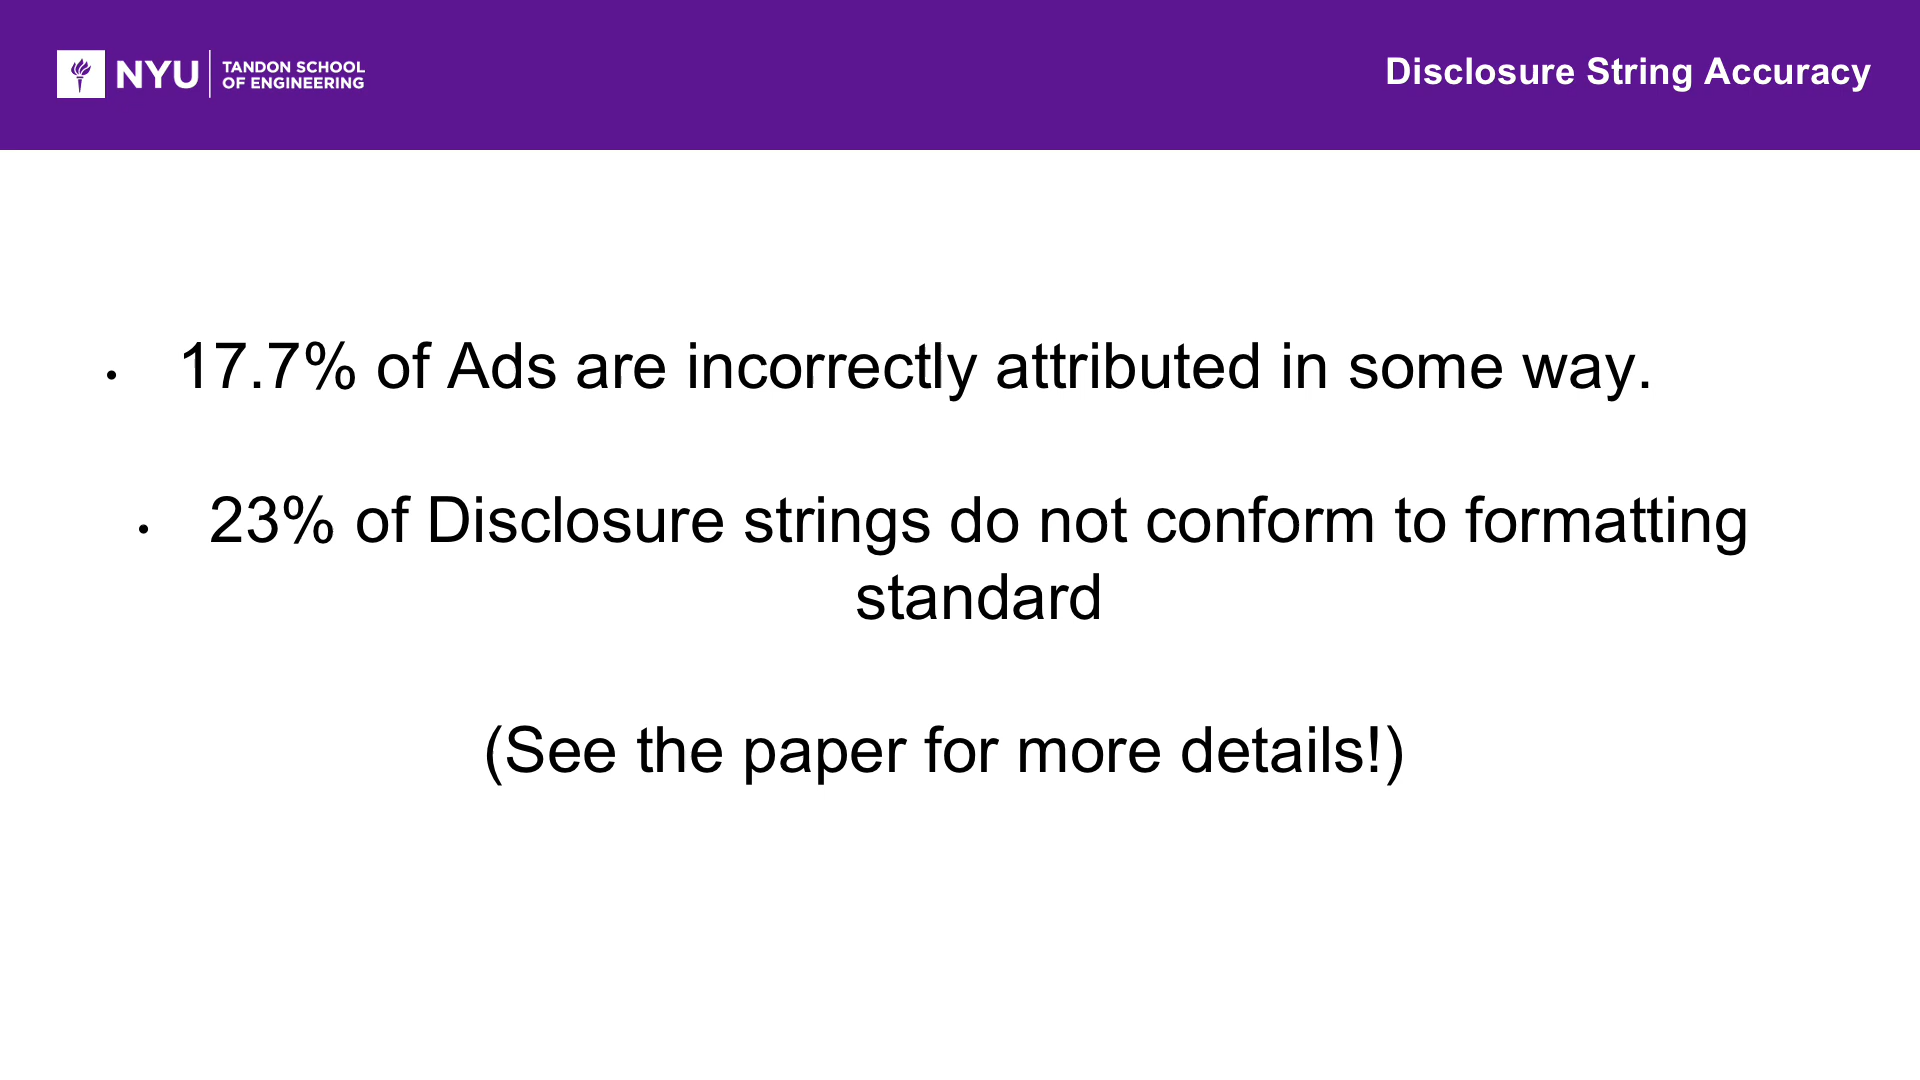 NYU
TANDON SCHOOL
OF ENGINEERING
Disclosure String Accuracy
• 17.7% of Ads are incorrectly attributed in some way.
• 23% of Disclosure strings do not conform to formatting
standard
(See the paper for more details!)